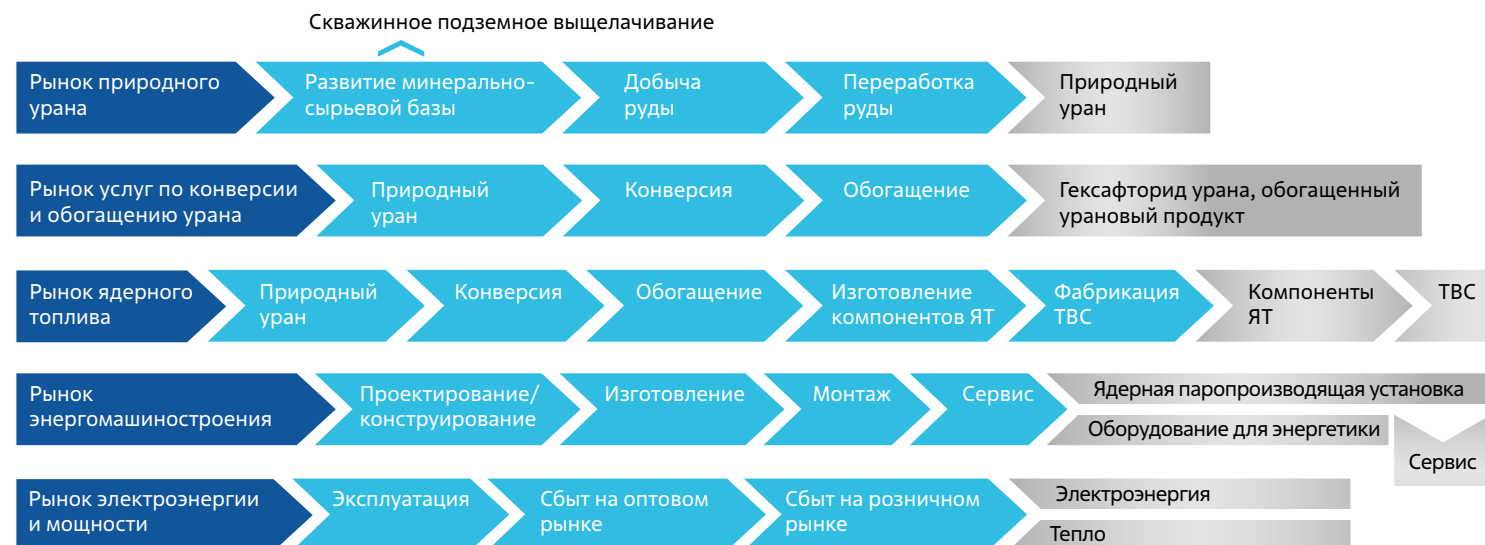 Скважинное подземное выщелачивание
Рынок природного
урана
Развитие минерально-
сырьевой базы
Добыча
руды
Переработка
руды
Природный
уран
Рынок услуг по конверсии
и обогащению урана
Природный
уран
Конверсия
Обогащение
Гексафторид урана, обогащенный
урановый продукт
Рынок ядерного
топлива
Природный
уран
Конверсия
Обогащение
Изготовление
компонентов ЯТ
Фабрикация
ТВС
Компоненты
ЯТ
ТВС
Рынок
энергомашиностроения
Проектирование/
конструирование
Изготовление
Монтаж
Сервис
Ядерная паропроизводящая установка
Оборудование для энергетики
Сервис
Рынок электроэнергии
и мощности
Эксплуатация
Сбыт на оптовом
рынке
Сбыт на розничном
рынке
Электроэнергия
Тепло